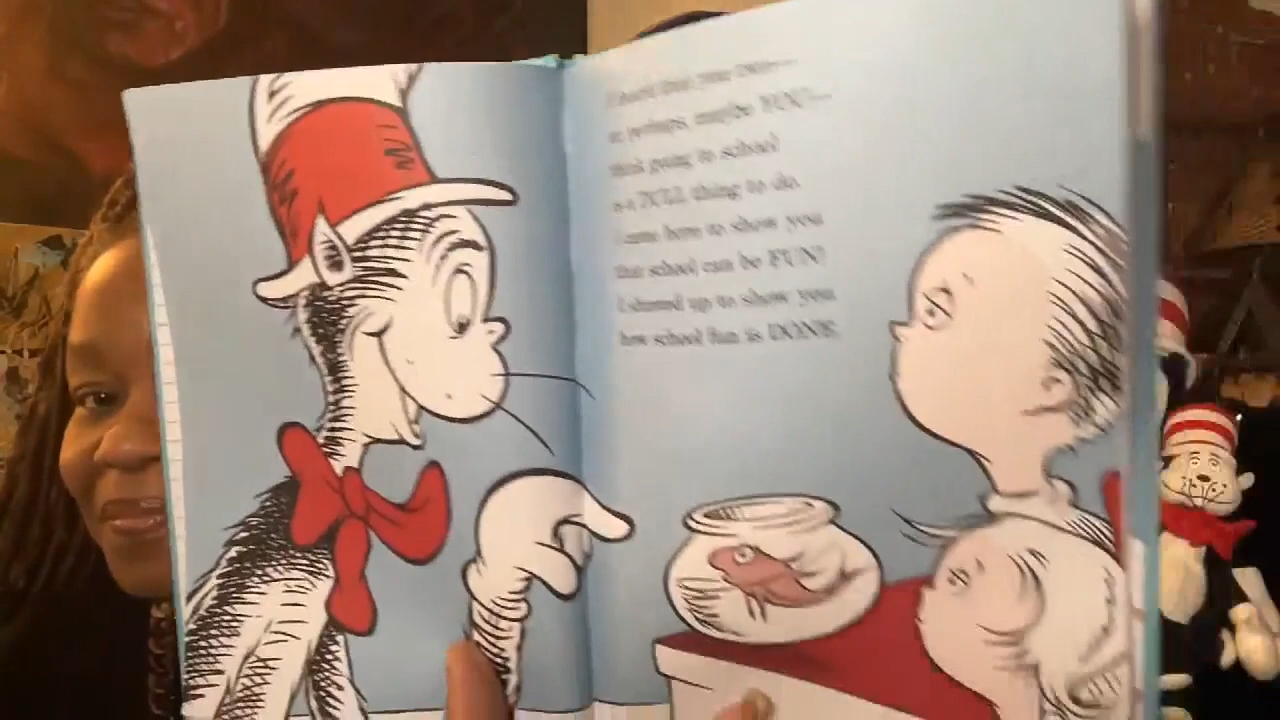 or perhaps, maybe YOU!—
think going to school
is a DULL thing to do.
I came here to show you
that school can be FUN!
I showed up to show you
how school fun is DONE.